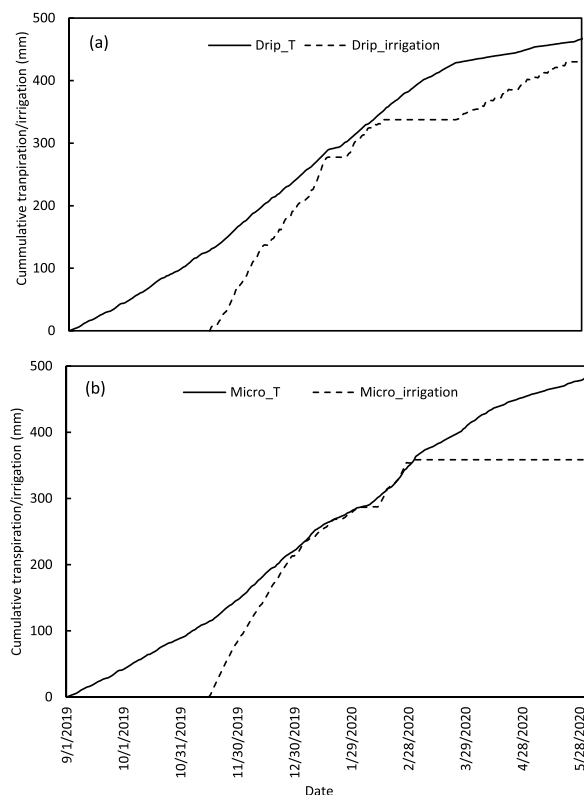 500
(a)
Drip_T
Drip_irrigation
400
300
200
100
0
Cummulative tranpiration/irrigation (mm)
500
(b)
Micro_T
Micro_irrigation
400
300
200
100
0
Cumulative transpiration/irrigation (mm)
9/1/2019
10/1/2019
10/31/2019
11/30/2019
12/30/2019
1/29/2020
2/28/2020
3/29/2020
4/28/2020
5/28/2020
Date